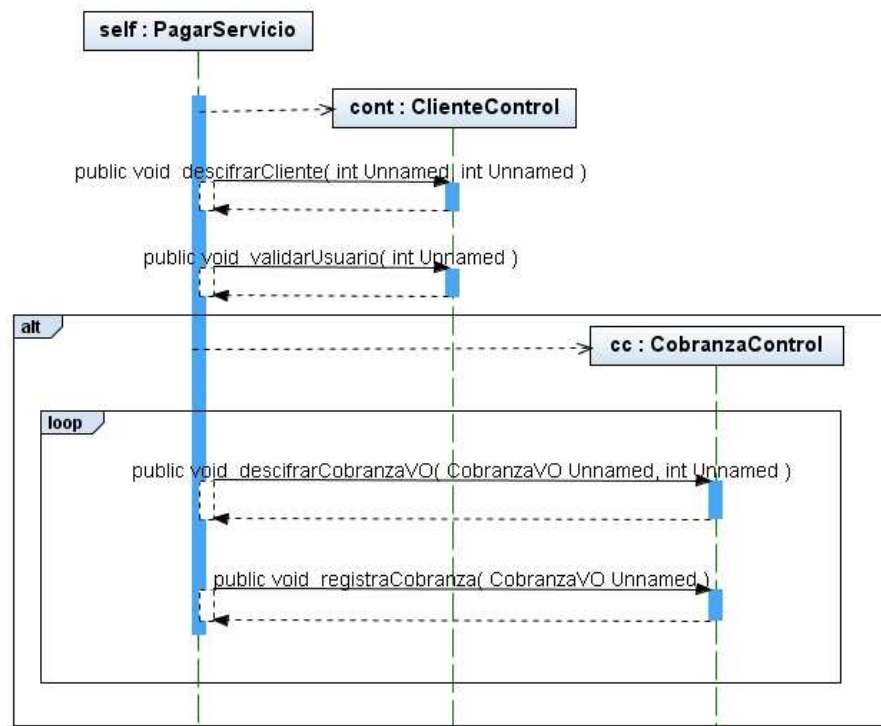 self : PagarServicio
cont : ClienteControl
public void descifrarCliente( int Unnamed, int Unnamed )
public void validarUsuario( int Unnamed )
alt
cc : CobranzaControl
loop
public void descifrarCobranzaVO( CobranzaVO Unnamed, int Unnamed )
public void registraCobranza( CobranzaVO Unnamed )